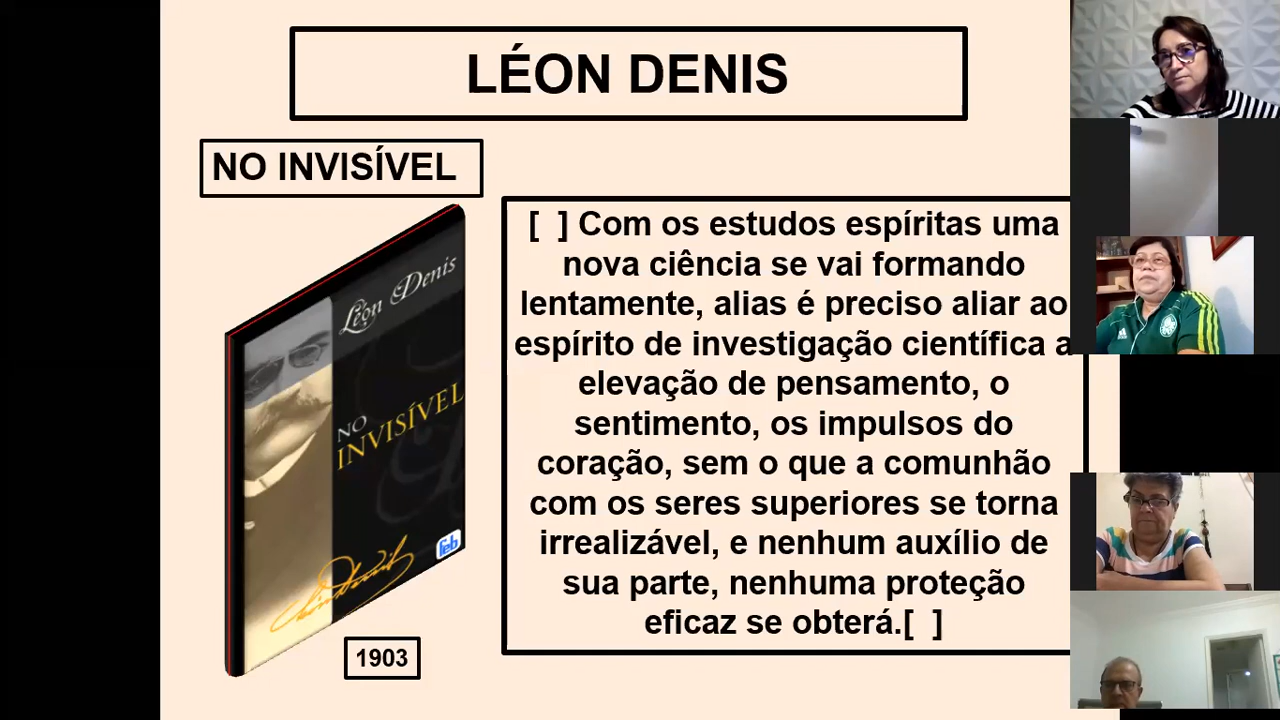 LÉON DENIS
NO INVISÍVEL
Léon Denis
NO
INVISÍVEL
feb
1903
[ ] Com os estudos espíritas uma
nova ciência se vai formando
lentamente, alias é preciso aliar ao
espírito de investigação científica a
elevação de pensamento, o
sentimento, os impulsos do
coração, sem o que a comunhão
com os seres superiores se torna
irrealizável, e nenhum auxílio de
sua parte, nenhuma proteção
eficaz se obterá.[ ]